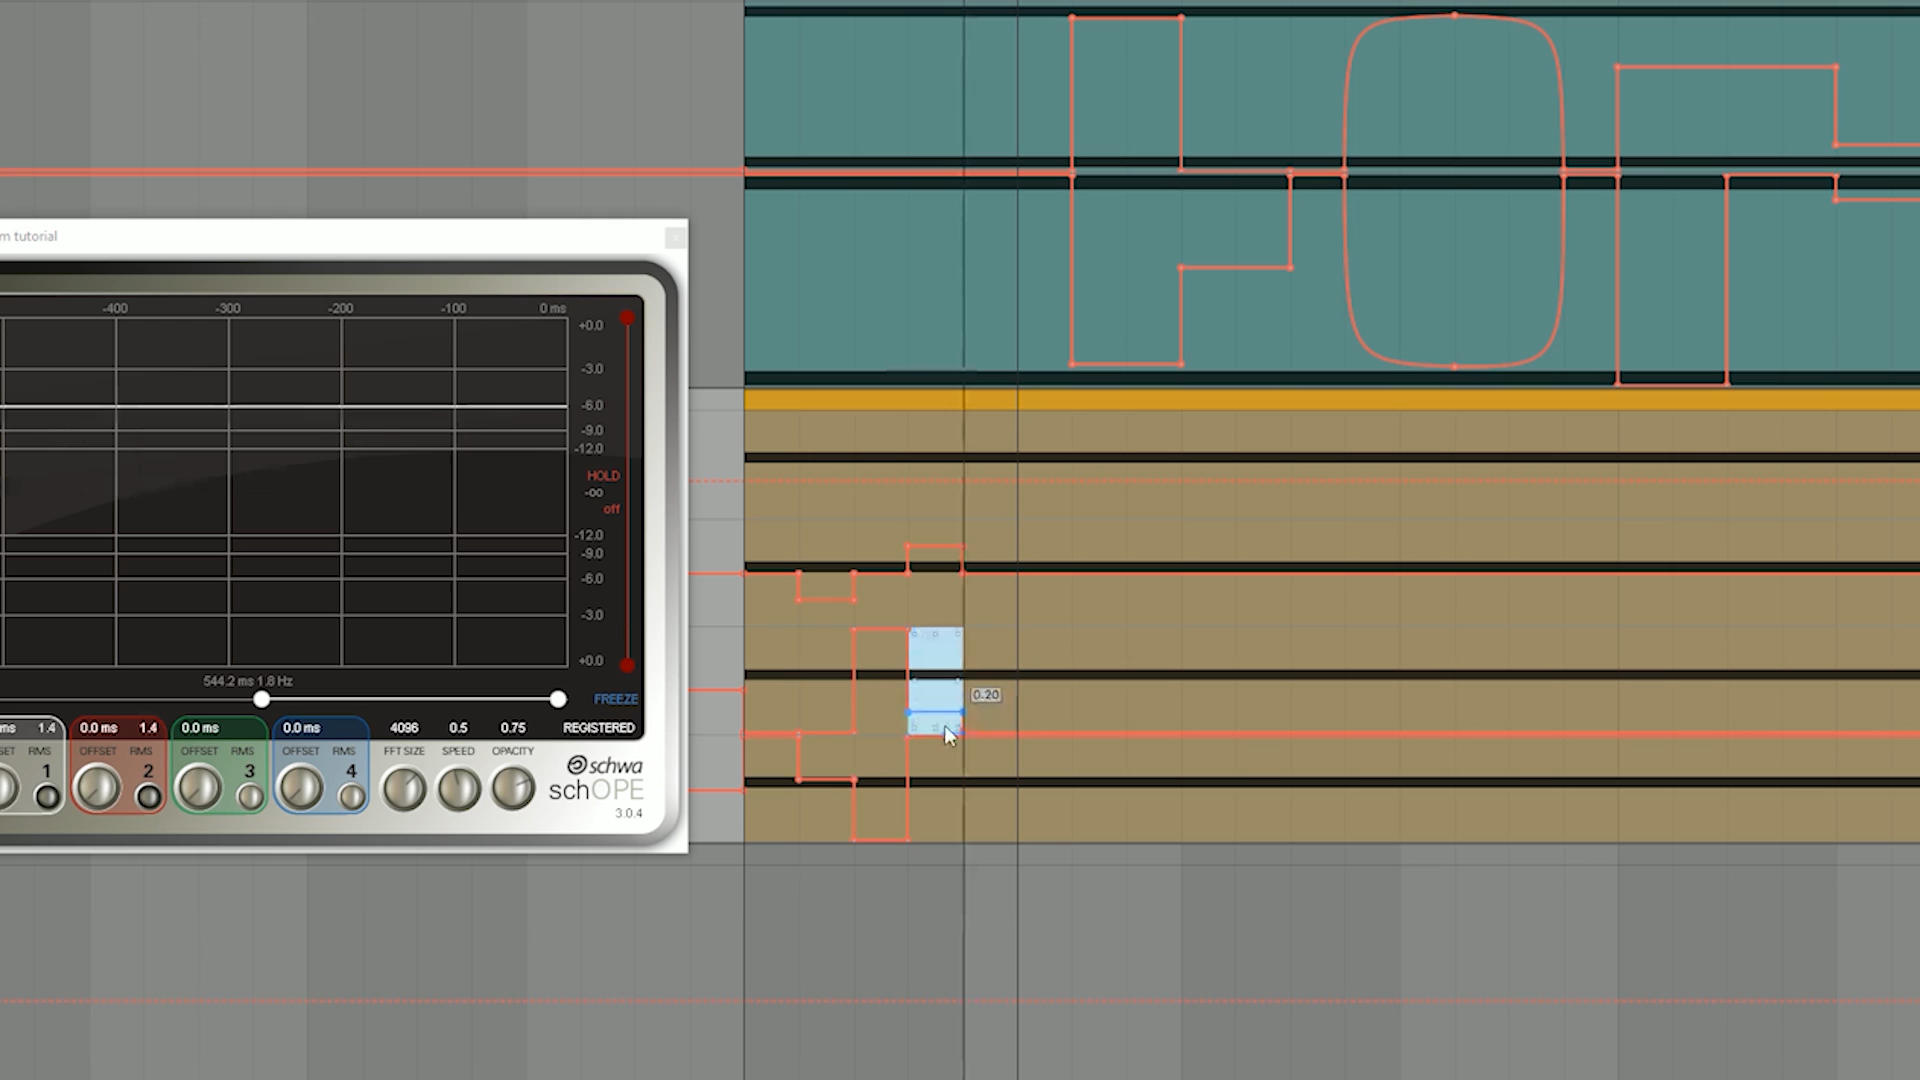 m tutorial
-400 -300 -200 -100 0 ms
+0.0
-3.0
-6.0
-9.0
-12.0
HOLD
-oo
off
-12.0
-9.0
-6.0
-3.0
+0.0
544.2 ms 1.8 Hz
FREEZE
ms 1.4 0.0 ms 1.4 0.0 ms 0.0 ms 4096 0.5 0.75 REGISTERED
SET RMS OFFSET RMS OFFSET RMS OFFSET RMS FFT SIZE SPEED OPACITY
1 2 3 4
schwa
schOPE
3.0.4
0.20